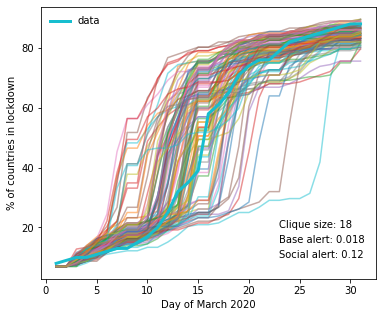 data
80
60
40
20
% of countries in lockdown
Clique size: 18
Base alert: 0.018
Social alert: 0.12
0 5 10 15 20 25 30
Day of March 2020